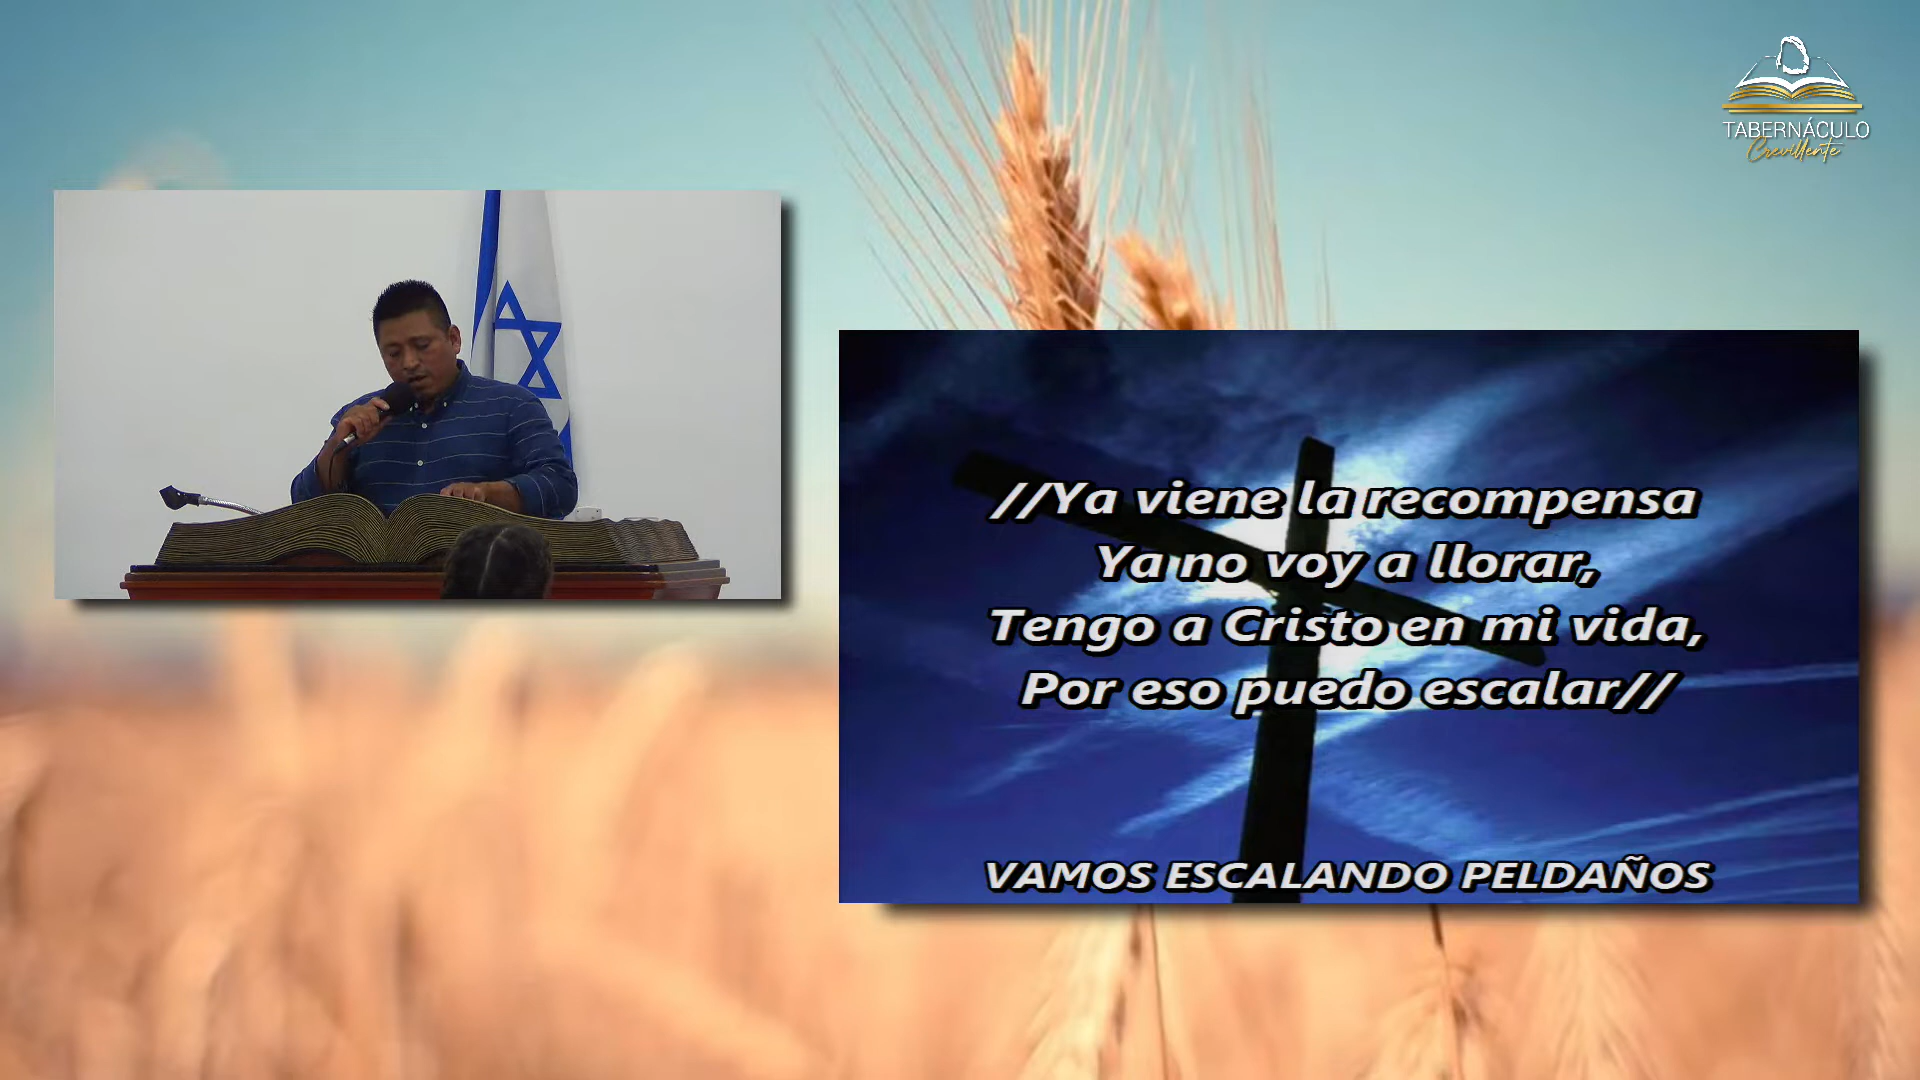 TABERNÁCULO
Crevillente
//Ya viene la recompensa
Ya no voy a llorar,
Tengo a Cristo en mi vida,
Por eso puedo escalar//
VAMOS ESCALANDO PELDAÑOS